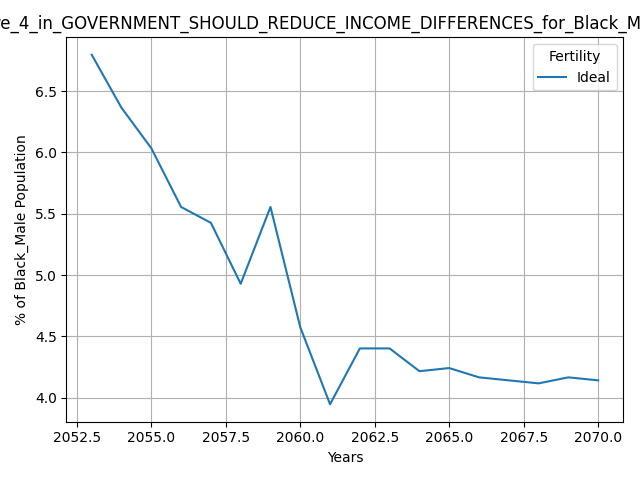 re_4_in_GOVERNMENT_SHOULD_REDUCE_INCOME_DIFFERENCES_for_Black_M
Fertility
Ideal
6.5
6.0
5.5
5.0
4.5
4.0
% of Black_Male Population
2052.5 2055.0 2057.5 2060.0 2062.5 2065.0 2067.5 2070.0
Years